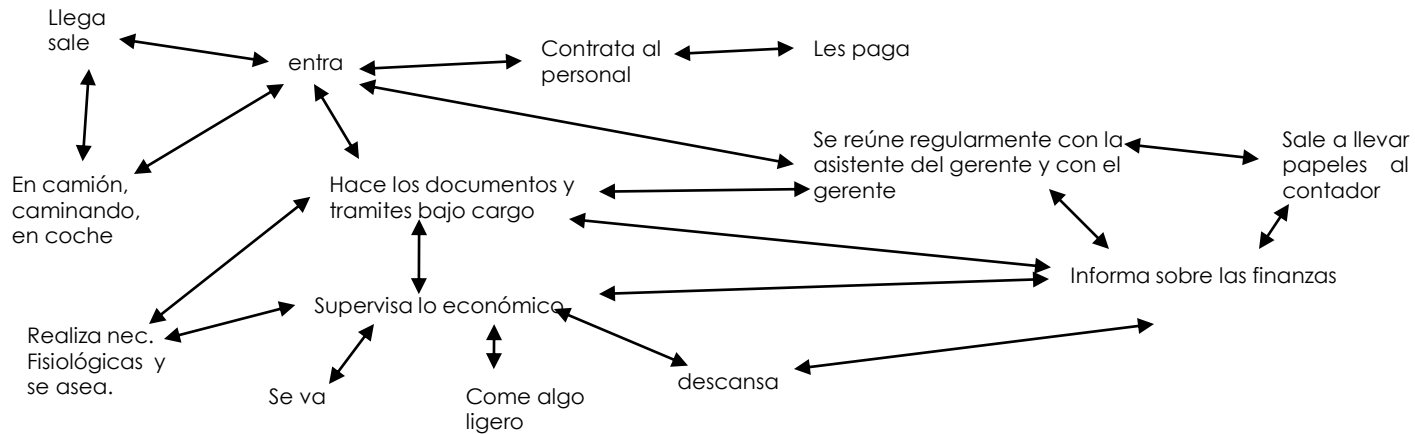 Llega
sale
entra
Contrata al
personal
Les paga
En camión,
caminando,
en coche
Hace los documentos y
tramites bajo cargo
Se reúne regularmente con la
asistente del gerente y con el
gerente
Sale a llevar
papeles al
contador
Informa sobre las finanzas
Supervisa lo económico
Realiza nec.
Fisiológicas y
se asea.
Se va
Come algo
ligero
descansa